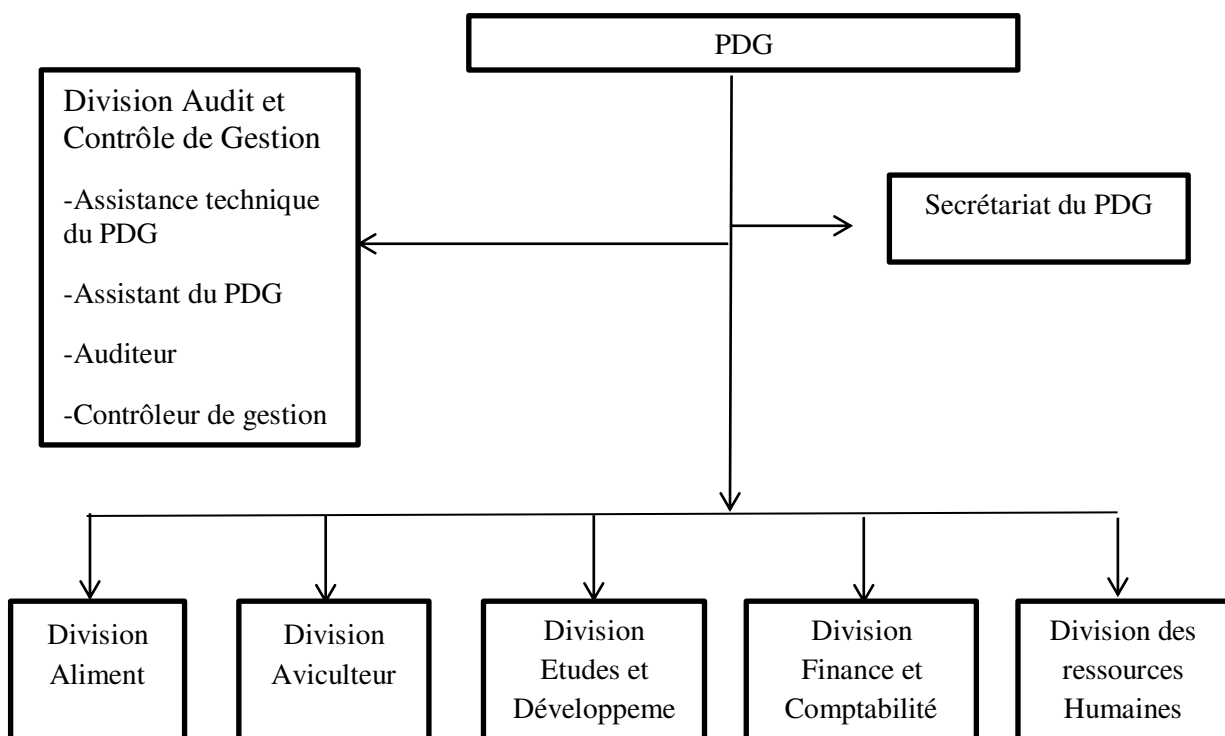 PDG
Division Audit et
Contrôle de Gestion
-Assistance technique
du PDG
-Assistant du PDG
-Auditeur
-Contrôleur de gestion
Secrétariat du PDG
Division
Aliment
Division
Aviculteur
Division
Etudes et
Développeme
Division
Finance et
Comptabilité
Division des
ressources
Humaines